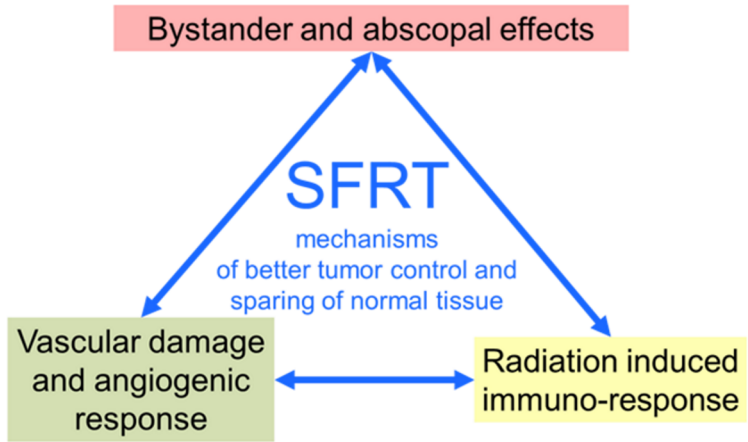 Bystander and abscopal effects
SFRT
mechanisms
of better tumor control and
sparing of normal tissue
Vascular damage
and angiogenic
response
Radiation induced
immuno-response